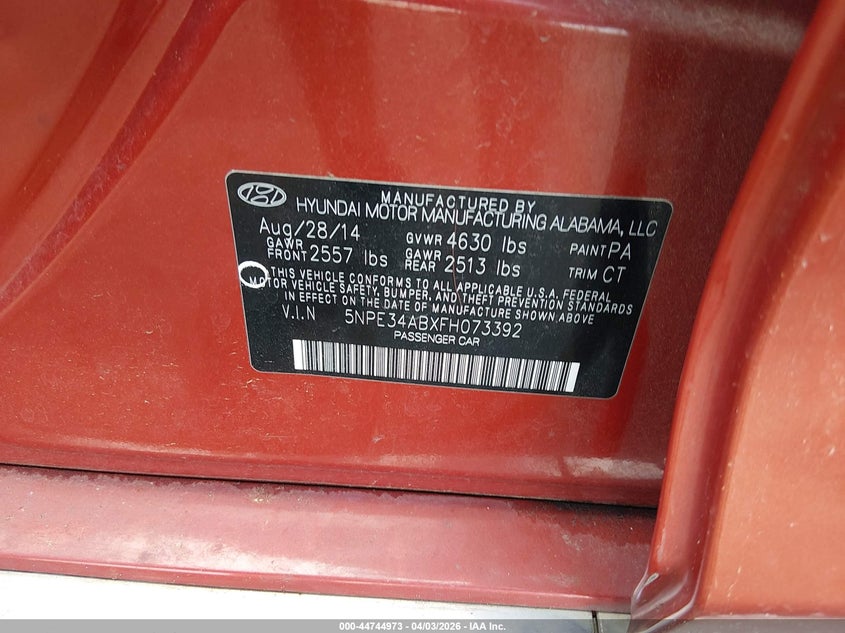 MANUFACTURED BY
HYUNDAI MOTOR MANUFACTURING ALABAMA, LLC
Aug/28/14 GVWR 4630 lbs PAINT PA
GAWR FRONT 2557 lbs GAWR REAR 2513 lbs TRIM CT
THIS VEHICLE CONFORMS TO ALL APPLICABLE U.S.A. FEDERAL
MOTOR VEHICLE SAFETY, BUMPER, AND THEFT PREVENTION STANDARDS
IN EFFECT ON THE DATE OF MANUFACTURE SHOWN ABOVE.
V.I.N 5NPE34ABXFH073392
PASSENGER CAR
000-44744973 - 04/03/2026 - IAA Inc.